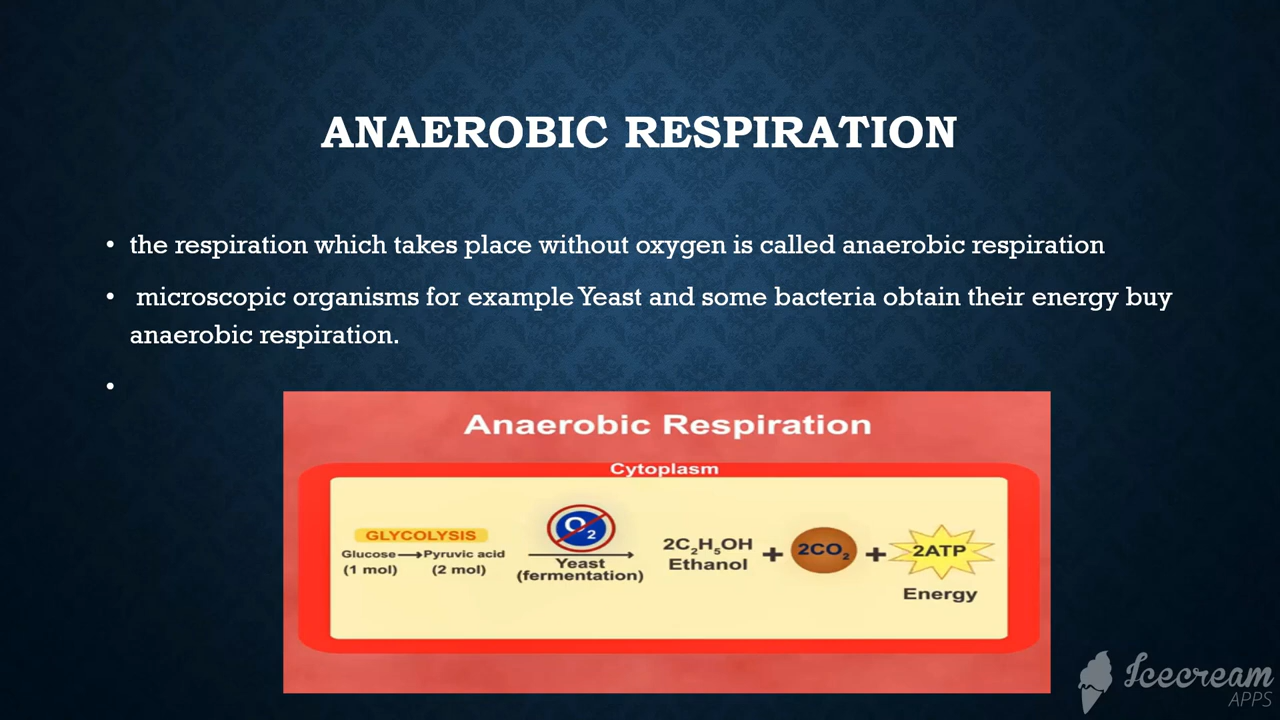 ANAEROBIC RESPIRATION
• the respiration which takes place without oxygen is called anaerobic respiration
• microscopic organisms for example Yeast and some bacteria obtain their energy buy
anaerobic respiration.
•
Anaerobic Respiration
Cytoplasm
GLYCOLYSIS
Glucose → Pyruvic acid
(1 mol) (2 mol)
O₂
Yeast
(fermentation)
2C₂H₅OH + 2CO₂ + 2ATP
Ethanol
Energy
Icecream
APPS